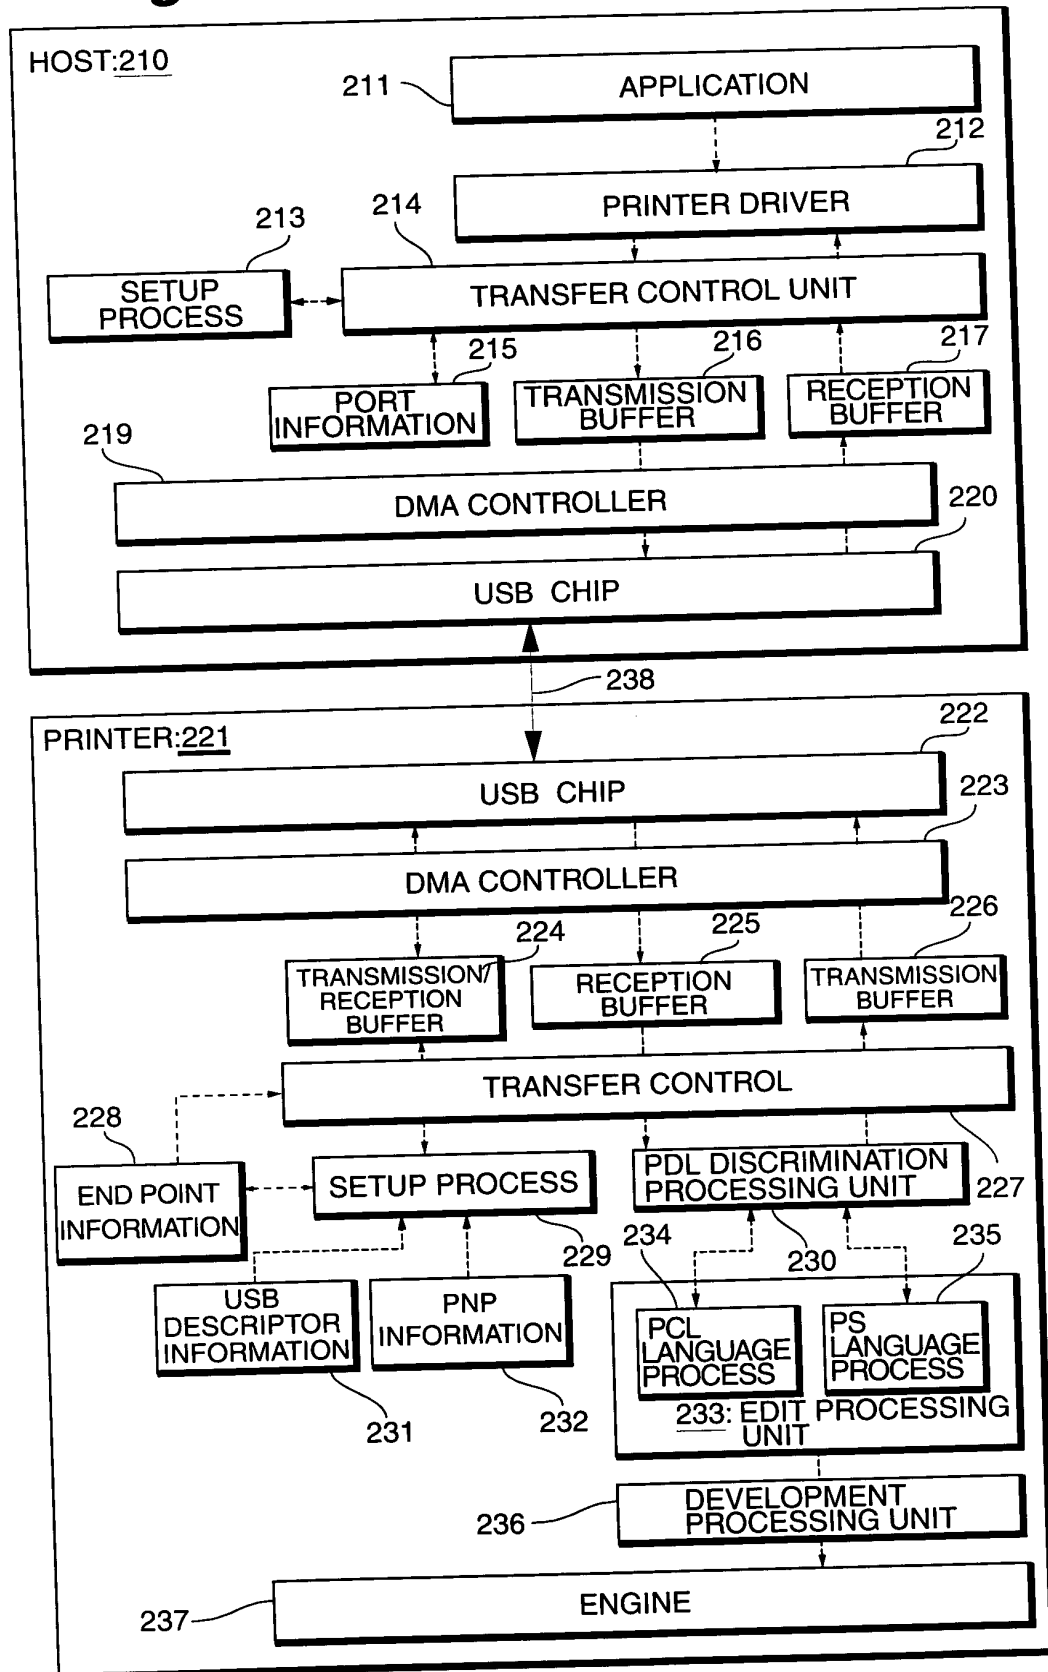 HOST:210
211
APPLICATION
212
PRINTER DRIVER
213
214
SETUP
PROCESS
TRANSFER CONTROL UNIT
215
216
217
PORT
INFORMATION
TRANSMISSION
BUFFER
RECEPTION
BUFFER
219
DMA CONTROLLER
220
USB CHIP
238
PRINTER:221
222
USB CHIP
223
DMA CONTROLLER
224
225
226
TRANSMISSION/
RECEPTION
BUFFER
RECEPTION
BUFFER
TRANSMISSION
BUFFER
TRANSFER CONTROL
227
228
END POINT
INFORMATION
SETUP PROCESS
229
PDL DISCRIMINATION
PROCESSING UNIT
230
234
235
USB
DESCRIPTOR
INFORMATION
231
PNP
INFORMATION
232
PCL
LANGUAGE
PROCESS
PS
LANGUAGE
PROCESS
233: EDIT PROCESSING
UNIT
236
DEVELOPMENT
PROCESSING UNIT
237
ENGINE